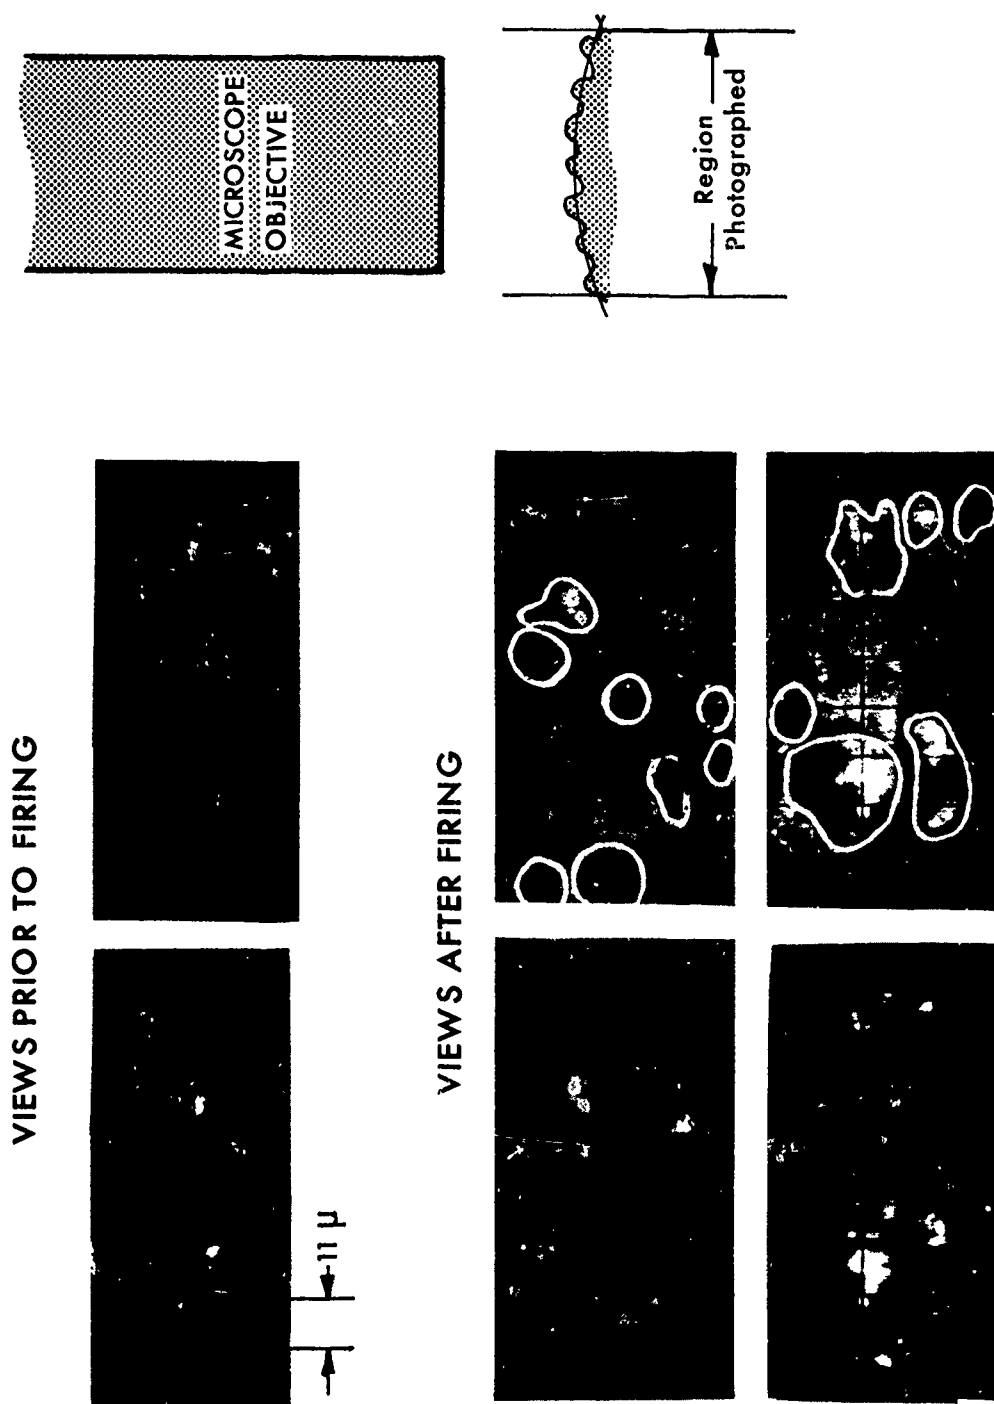 VIEWS PRIOR TO FIRING
11 μ
MICROSCOPE
OBJECTIVE
VIEWS AFTER FIRING
Region
Photographed